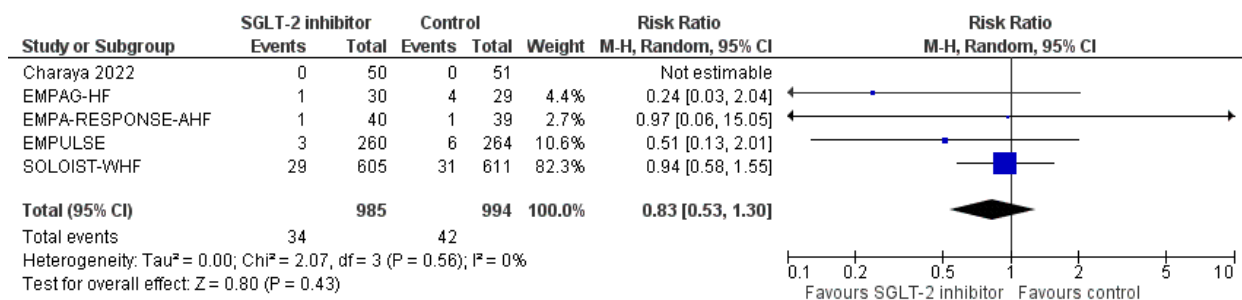 SGLT-2 inhibitor Control Risk Ratio Risk Ratio
Study or Subgroup Events Total Events Total Weight M-H, Random, 95% CI M-H, Random, 95% CI
Charaya 2022 0 50 0 51 Not estimable
EMPAG-HF 1 30 4 29 4.4% 0.24 [0.03, 2.04]
EMPA-RESPONSE-AHF 1 40 1 39 2.7% 0.97 [0.06, 15.05]
EMPULSE 3 260 6 264 10.6% 0.51 [0.13, 2.01]
SOLOIST-WHF 29 605 31 611 82.3% 0.94 [0.58, 1.55]
Total (95% CI) 985 994 100.0% 0.83 [0.53, 1.30]
Total events 34 42
Heterogeneity: Tau² = 0.00; Chi² = 2.07, df = 3 (P = 0.56); I² = 0%
Test for overall effect: Z = 0.80 (P = 0.43)
0.1 0.2 0.5 1 2 5 10
Favours SGLT-2 inhibitor Favours control